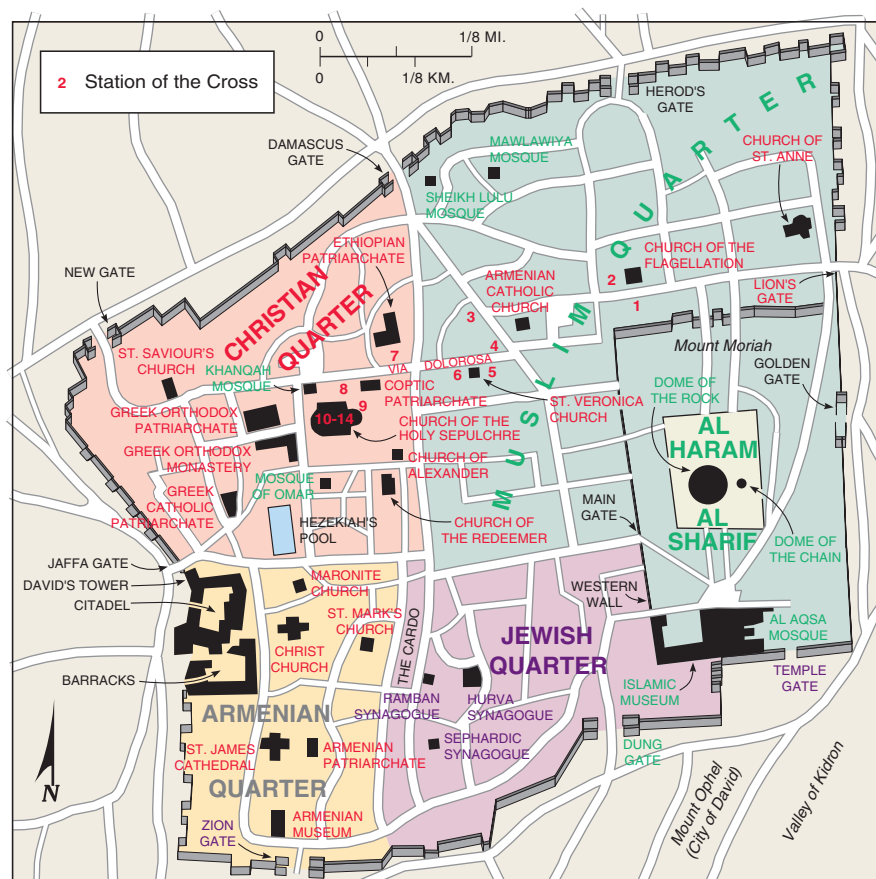 0 1/8 MI.
0 1/8 KM.
2 Station of the Cross
HEROD'S
GATE
DAMASCUS
GATE
MAWLAWIYA
MOSQUE
CHURCH OF
ST. ANNE
SHEIKH LULU
MOSQUE
MUSLIM QUARTER
ETHIOPIAN
PATRIARCHATE
CHURCH OF THE
FLAGELLATION
NEW GATE
CHRISTIAN
QUARTER
ARMENIAN
CATHOLIC
CHURCH
2
1
LION'S
GATE
3
4
Mount Moriah
ST. SAVIOUR'S
CHURCH
7
VIA DOLOROSA
6
5
GOLDEN
GATE
KHANQAH
MOSQUE
8
COPTIC
PATRIARCHATE
ST. VERONICA
CHURCH
DOME OF
THE ROCK
9
GREEK ORTHODOX
PATRIARCHATE
10-14
CHURCH OF THE
HOLY SEPULCHRE
AL
HARAM
GREEK ORTHODOX
MONASTERY
CHURCH OF
ALEXANDER
MOSQUE
OF OMAR
GREEK
CATHOLIC
PATRIARCHATE
MAIN
GATE
AL
SHARIF
HEZEKIAH'S
POOL
CHURCH OF
THE REDEEMER
DOME OF
THE CHAIN
JAFFA GATE
DAVID'S TOWER
CITADEL
MARONITE
CHURCH
WESTERN
WALL
ST. MARK'S
CHURCH
THE CARDO
AL AQSA
MOSQUE
CHRIST
CHURCH
JEWISH
QUARTER
BARRACKS
RAMBAN
SYNAGOGUE
HURVA
SYNAGOGUE
ISLAMIC
MUSEUM
TEMPLE
GATE
ARMENIAN
QUARTER
SEPHARDIC
SYNAGOGUE
ST. JAMES
CATHEDRAL
ARMENIAN
PATRIARCHATE
DUNG
GATE
N
ARMENIAN
MUSEUM
ZION
GATE
Mount Ophel
(City of David)
Valley of Kidron